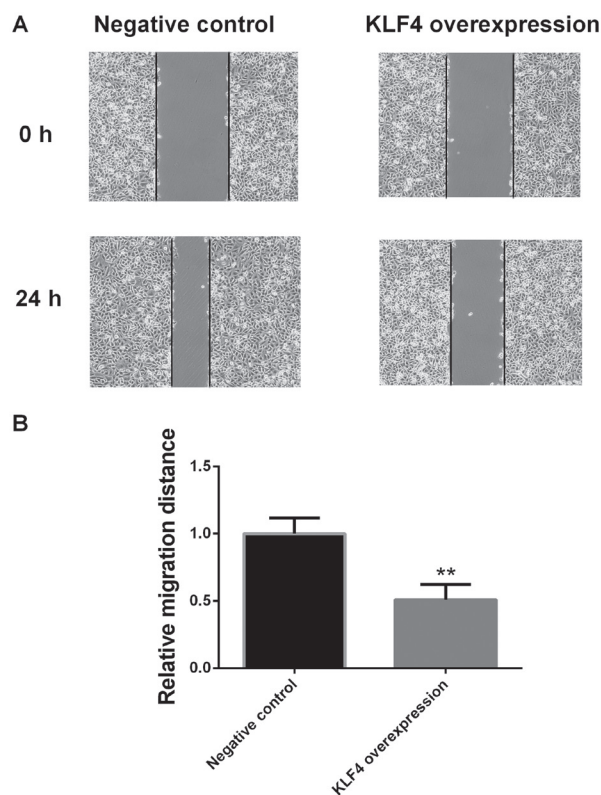 A
Negative control
KLF4 overexpression
0 h
24 h
B
Relative migration distance
1.5
1.0
0.5
0.0
**
Negative control
KLF4 overexpression